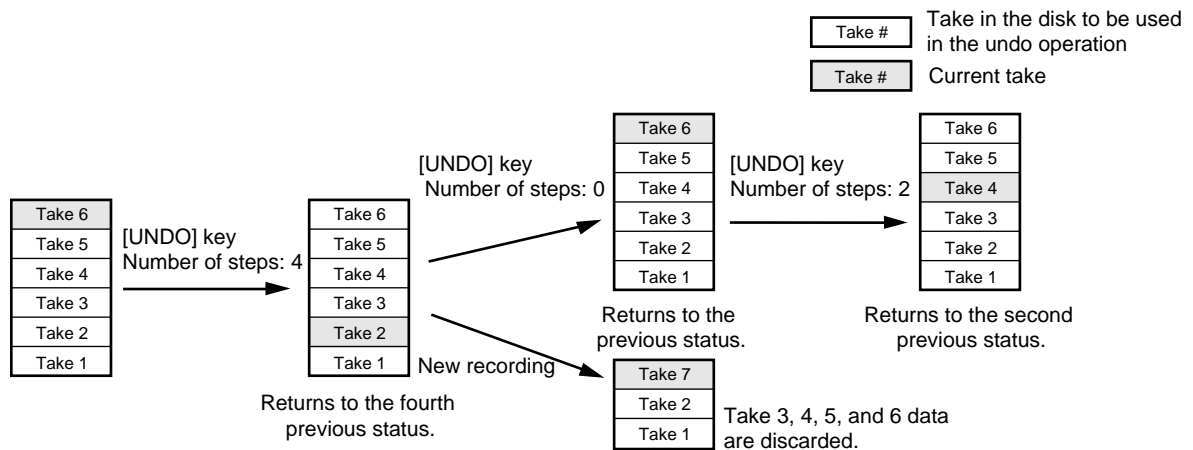 Take #
Take in the disk to be used
in the undo operation
Take #
Current take
Take 6
Take 5
Take 4
Take 3
Take 2
Take 1
[UNDO] key
Number of steps: 4
Take 6
Take 5
Take 4
Take 3
Take 2
Take 1
Returns to the fourth
previous status.
[UNDO] key
Number of steps: 0
Take 6
Take 5
Take 4
Take 3
Take 2
Take 1
Returns to the
previous status.
[UNDO] key
Number of steps: 2
Take 6
Take 5
Take 4
Take 3
Take 2
Take 1
Returns to the second
previous status.
New recording
Take 7
Take 2
Take 1
Take 3, 4, 5, and 6 data
are discarded.